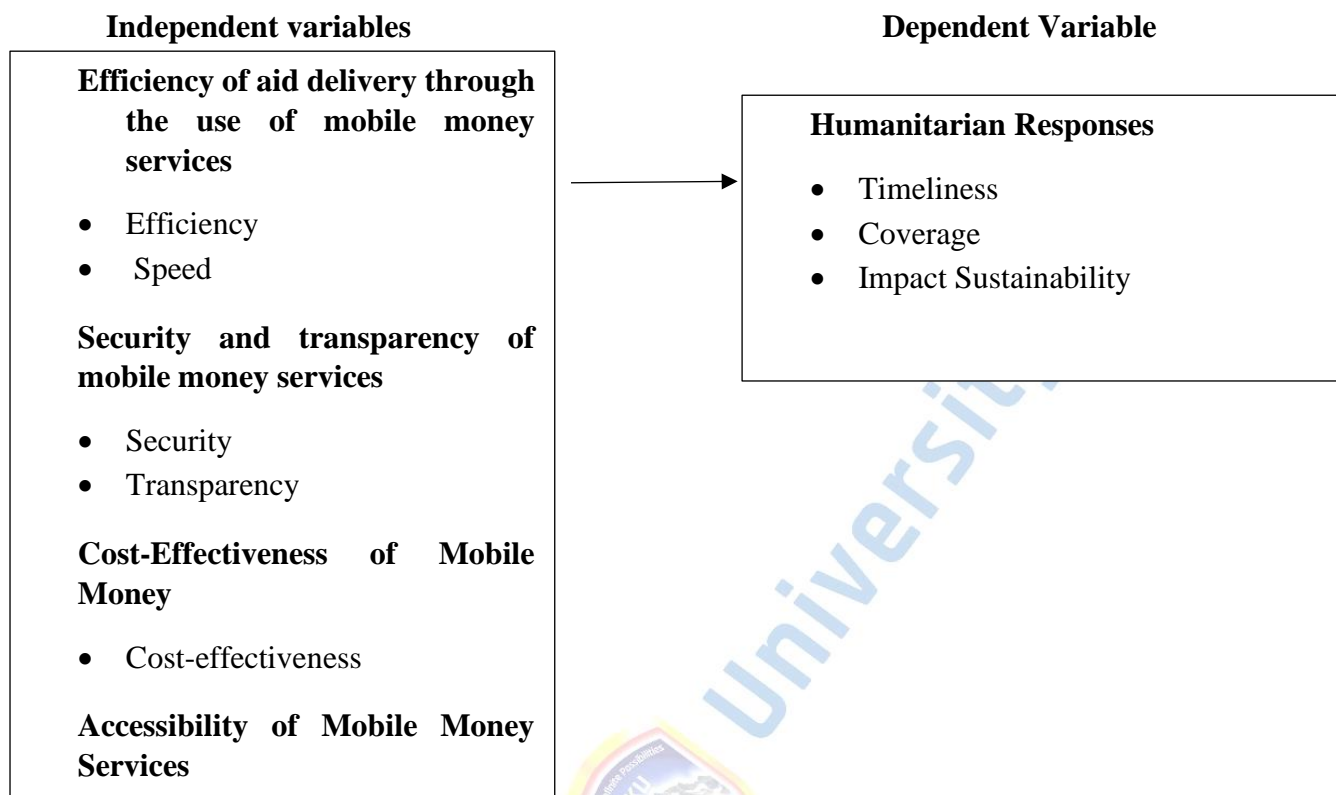 Independent variables
Dependent Variable
Efficiency of aid delivery through
the use of mobile money
services
• Efficiency
• Speed
Security and transparency of
mobile money services
• Security
• Transparency
Cost-Effectiveness of Mobile
Money
• Cost-effectiveness
Accessibility of Mobile Money
Services
Humanitarian Responses
• Timeliness
• Coverage
• Impact Sustainability
University